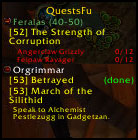 QuestsFu
Feralas (40-50)
[52] The Strength of
Corruption
Angerclaw Grizzly 0/12
Felpaw Ravager 0/12
Orgrimmar
[53] Betrayed (done)
[53] March of the
Silithid
Speak to Alchemist
Pestlezugg in Gadgetzan.